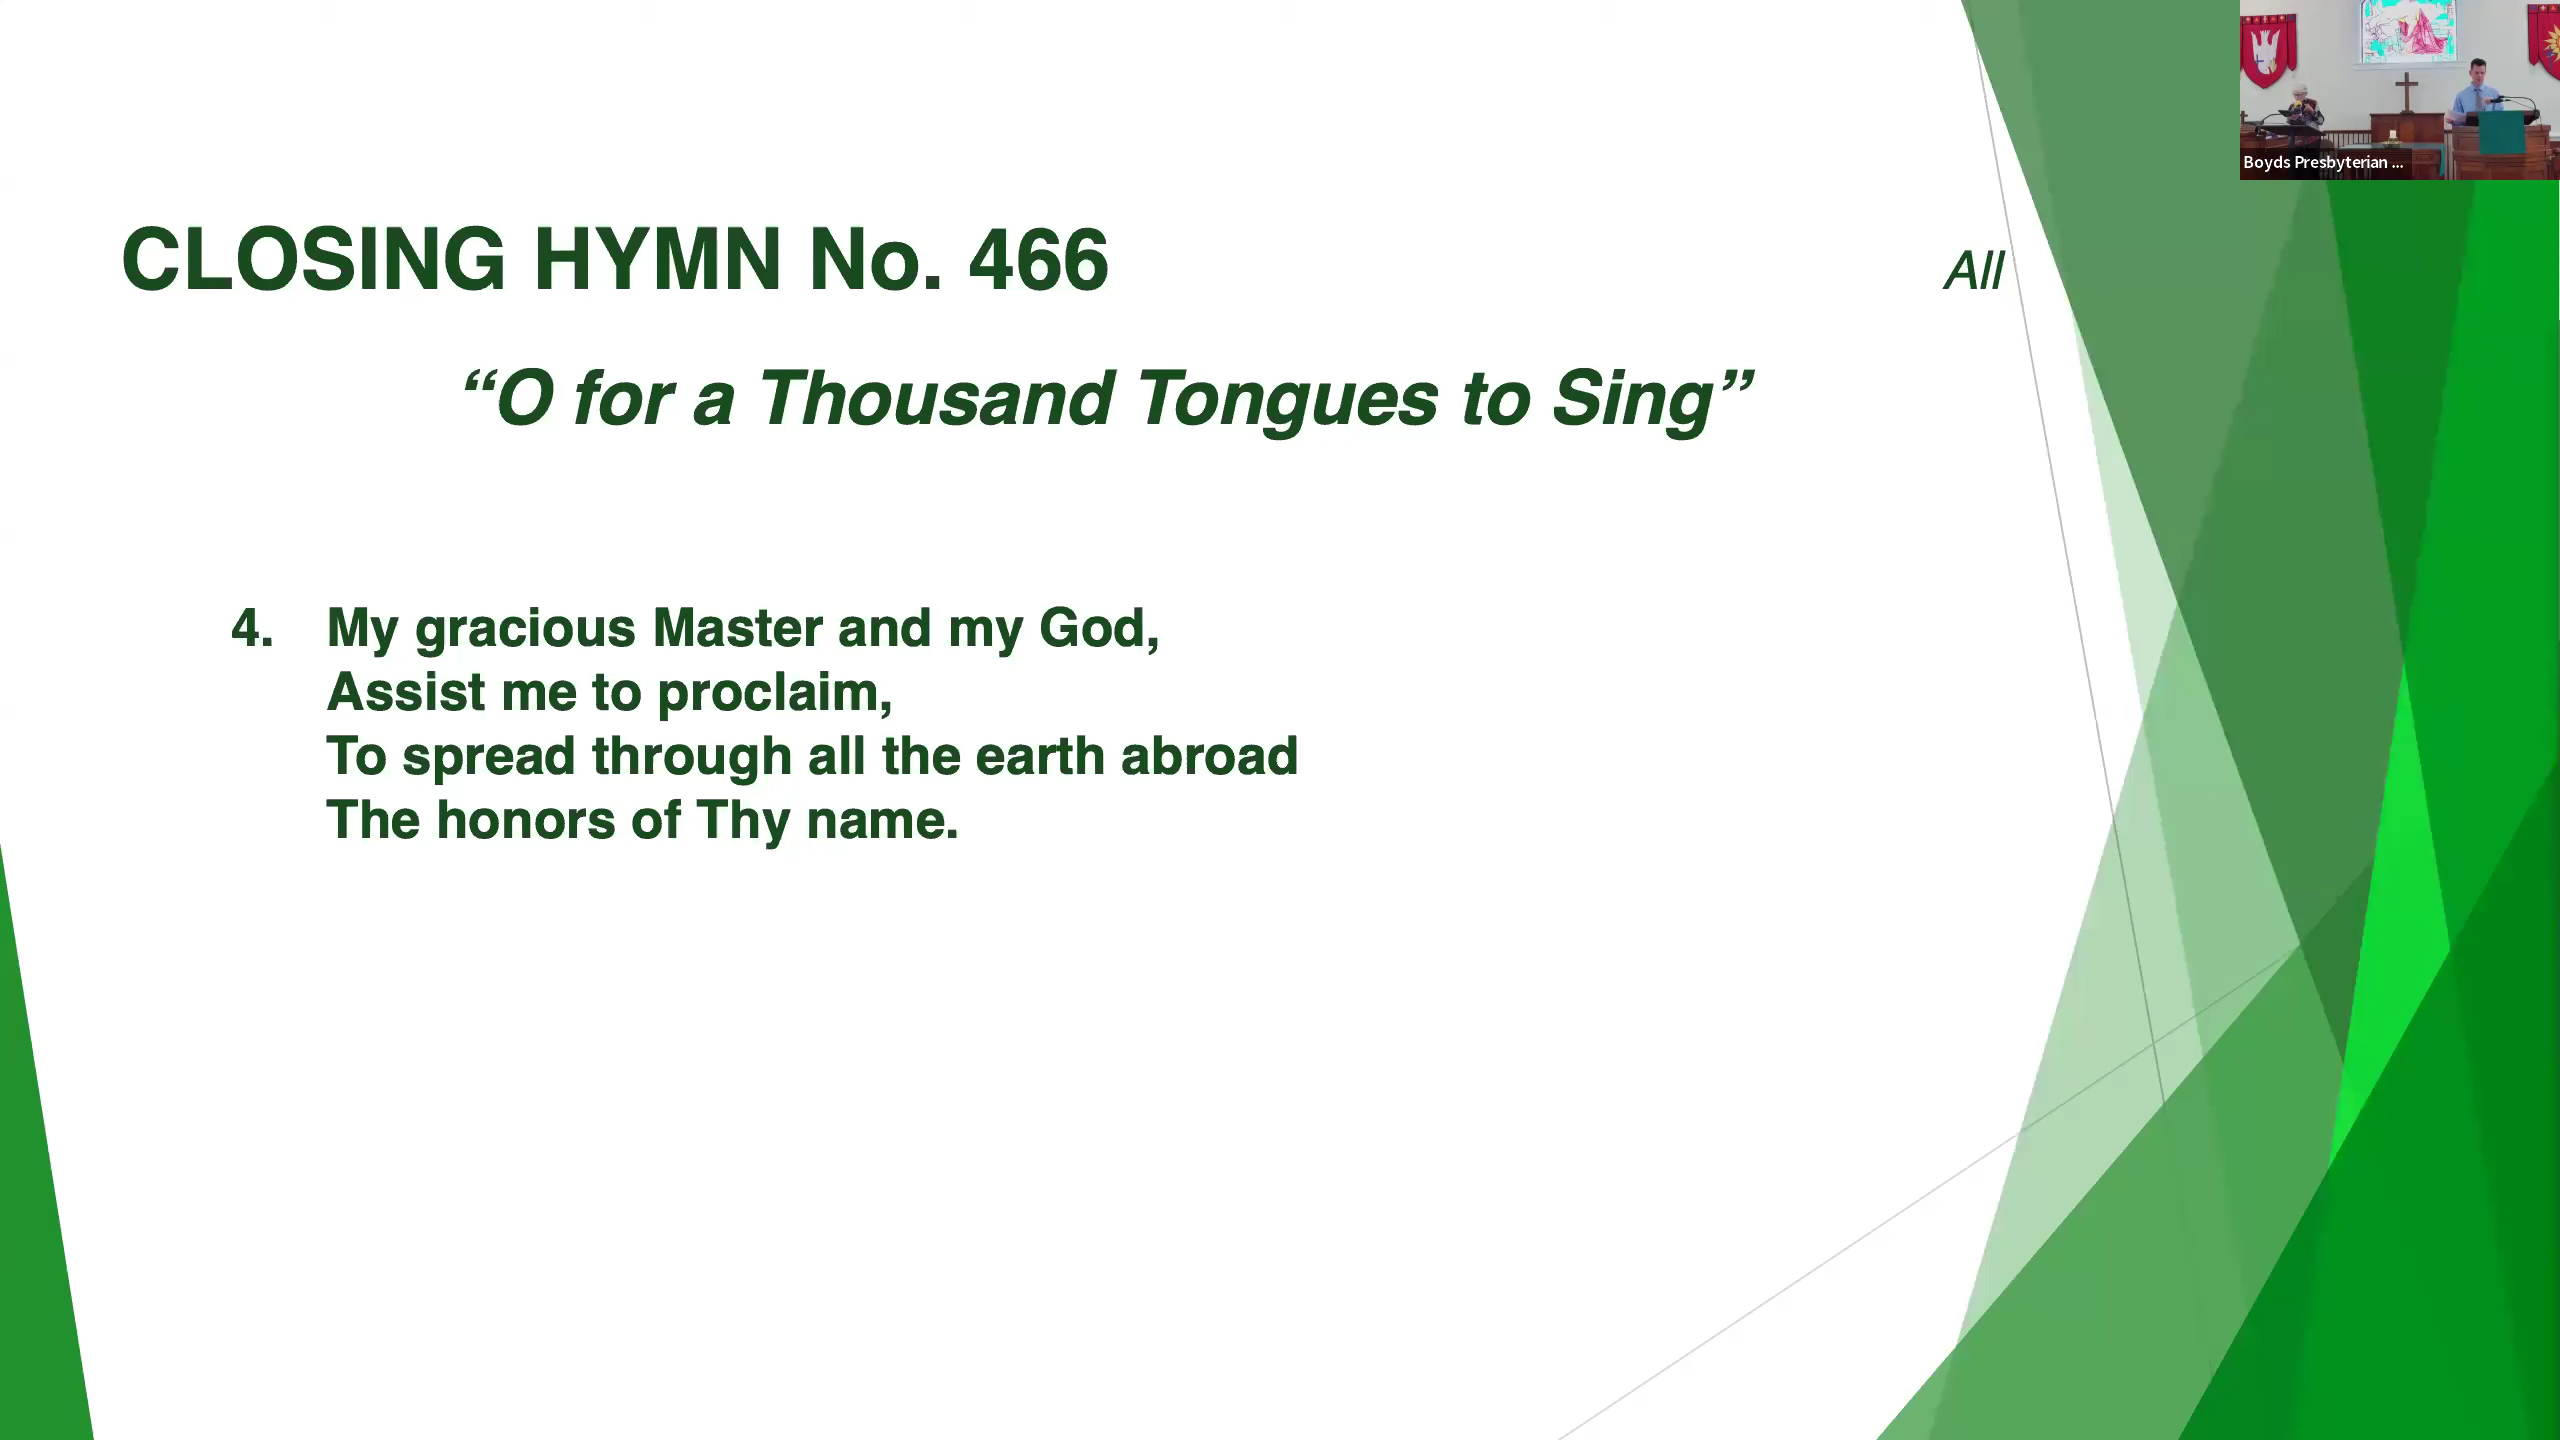 Boyds Presbyterian ...
CLOSING HYMN No. 466 All
“O for a Thousand Tongues to Sing”
4. My gracious Master and my God,
Assist me to proclaim,
To spread through all the earth abroad
The honors of Thy name.